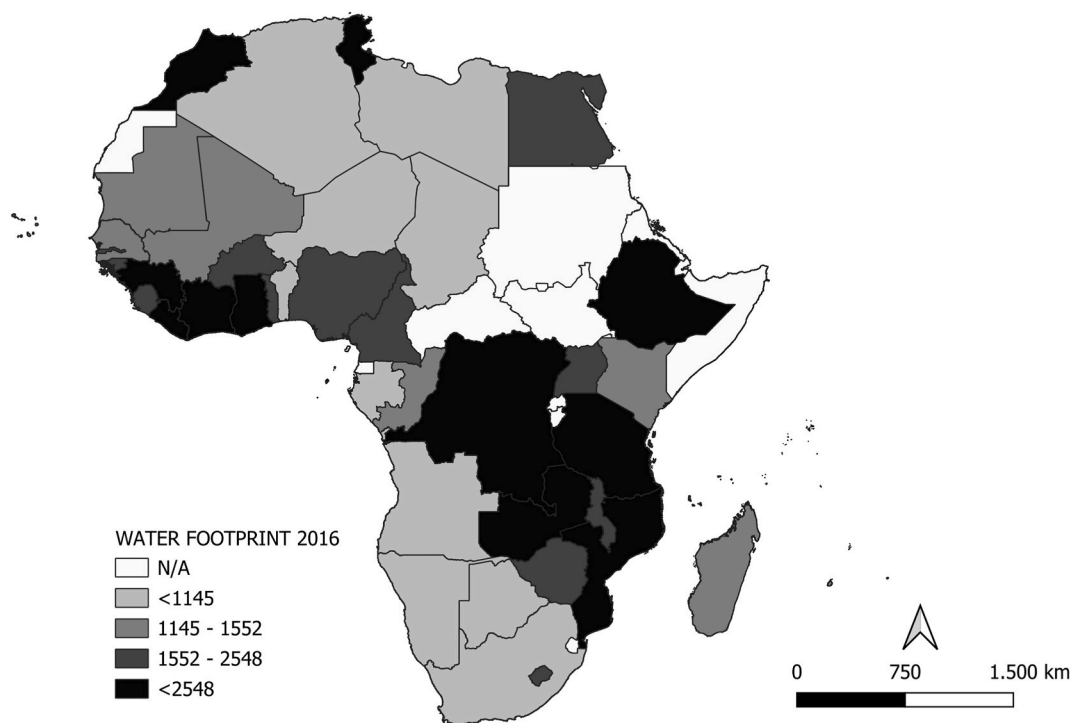 WATER FOOTPRINT 2016
N/A
<1145
1145 - 1552
1552 - 2548
<2548
0 750 1.500 km